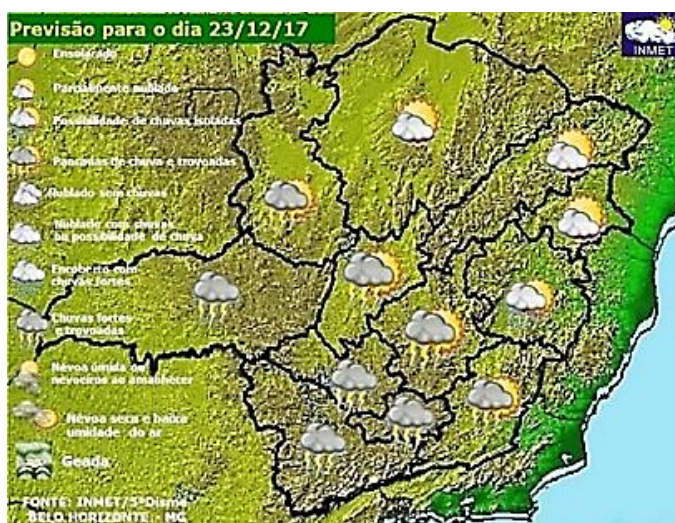 Previsão para o dia 23/12/17
INMET
Ensolarado
Parcialmente nublado
Possibilidade de chuvas isoladas
Pancadas de chuva e trovoadas
Nublado sem chuvas
Nublado com chuvas
ou possibilidade de chuva
Encoberto com
chuvas fortes
Chuvas fortes
e trovoadas
Névoa úmida ou
nevoeiros ao amanhecer
Névoa seca e baixa
umidade do ar
Geada
FONTE: INMET/5ºDisme
BELO HORIZONTE - MG